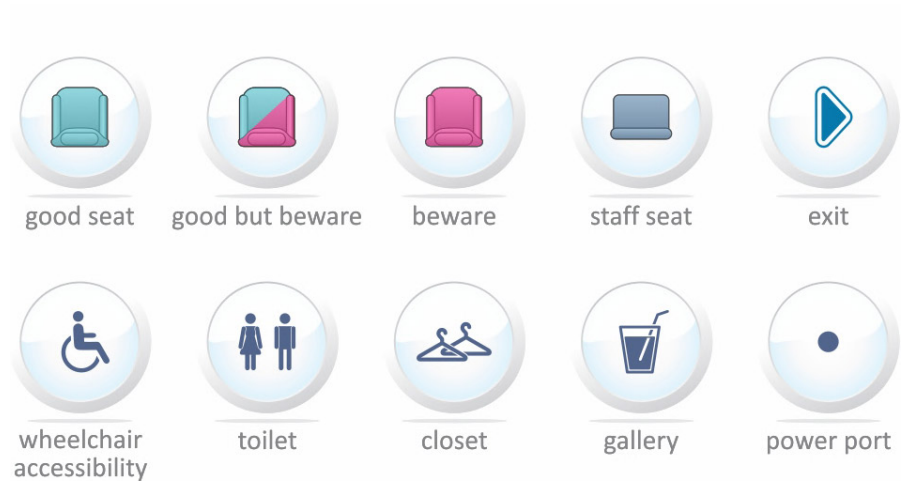 good seat
good but beware
beware
staff seat
exit
wheelchair
accessibility
toilet
closet
gallery
power port